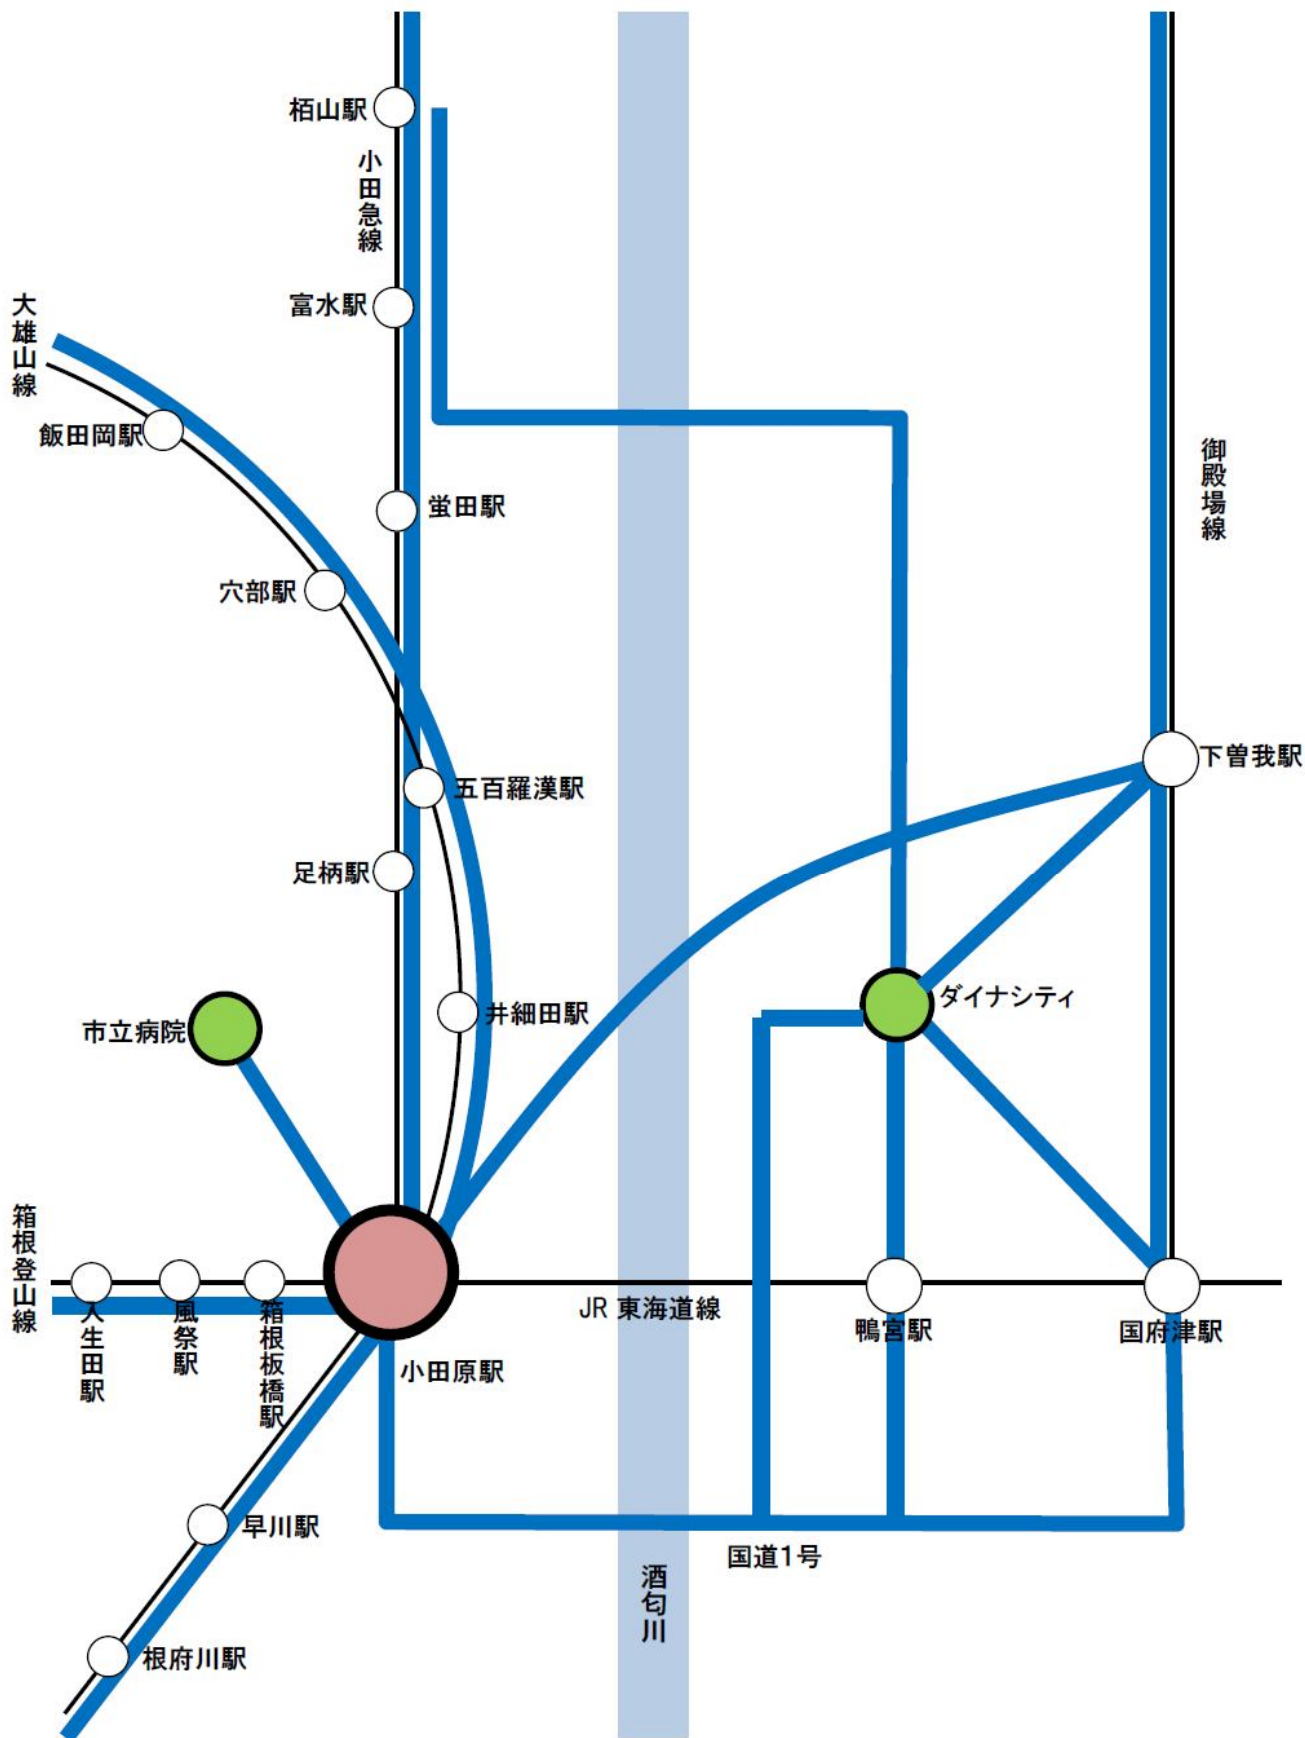 栢山駅
小田急線
富水駅
大雄山線
飯田岡駅
蛍田駅
御殿場線
穴部駅
下曽我駅
五百羅漢駅
足柄駅
ダイナシティ
井細田駅
市立病院
箱根登山線
入生田駅
風祭駅
箱根板橋駅
JR 東海道線
鴨宮駅
国府津駅
小田原駅
早川駅
国道1号
酒匂川
根府川駅